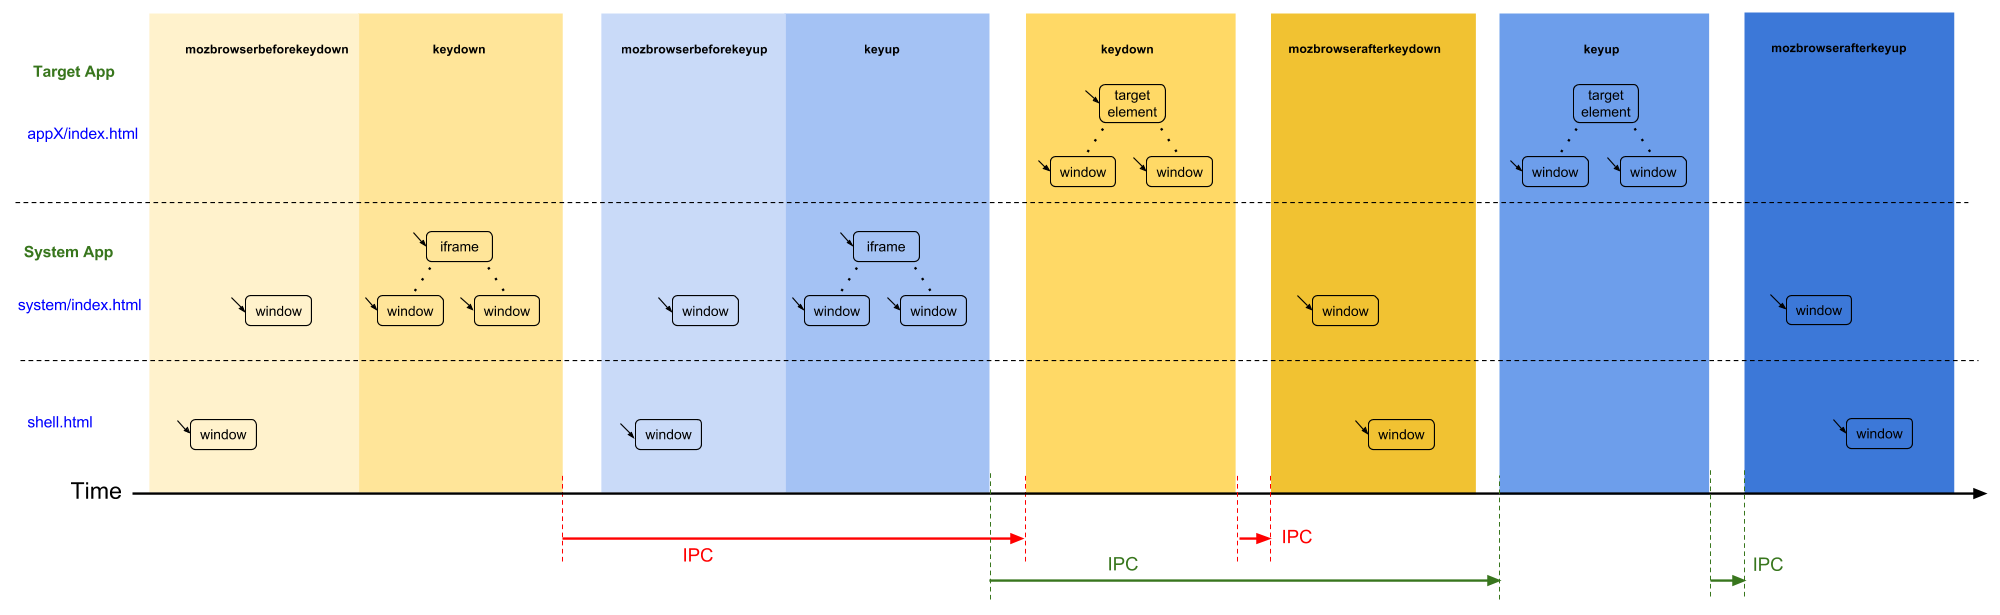 mozbrowserbeforekeydown keydown mozbrowserbeforekeyup keyup keydown mozbrowserafterkeydown keyup mozbrowserafterkeyup
Target App
target
element
target
element
appX/index.html
window window window window
System App
iframe iframe
system/index.html
window window window window window window window window
shell.html
window window window window
Time
IPC
IPC
IPC
IPC